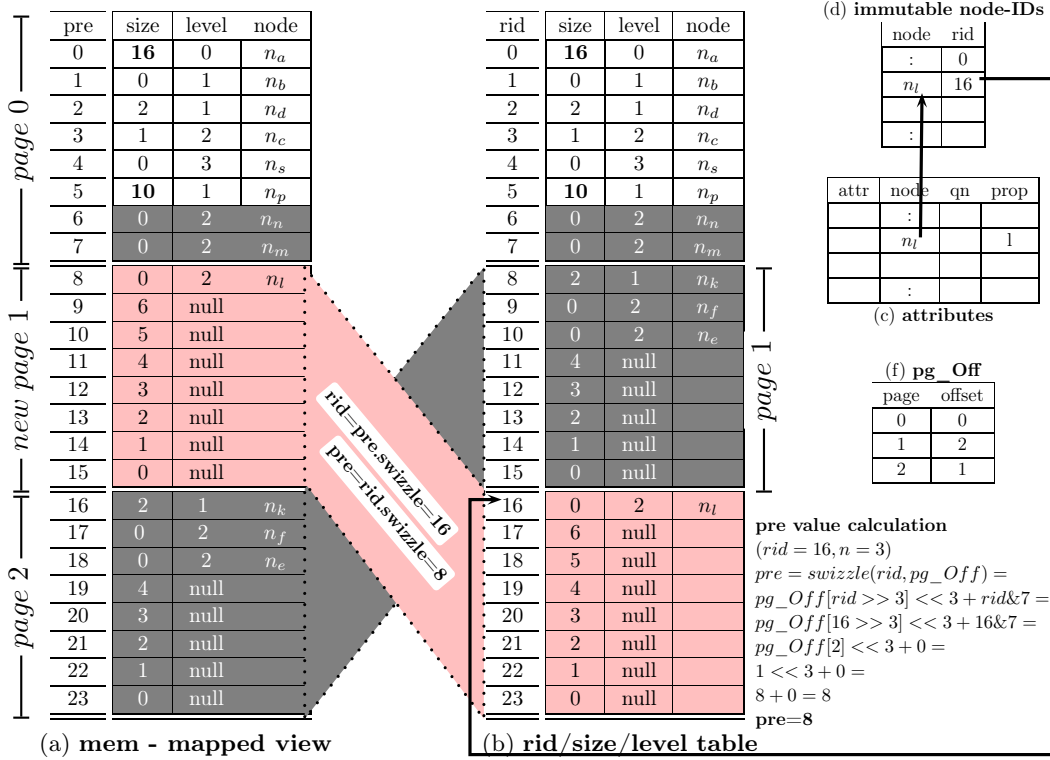 pre size level node
0 16 0 n_a
1 0 1 n_b
2 2 1 n_d
3 1 2 n_c
4 0 3 n_s
5 10 1 n_p
6 0 2 n_n
7 0 2 n_m
8 0 2 n_l
9 6 null
10 5 null
11 4 null
12 3 null
13 2 null
14 1 null
15 0 null
16 2 1 n_k
17 0 2 n_f
18 0 2 n_e
19 4 null
20 3 null
21 2 null
22 1 null
23 0 null
page 0
new page 1
page 2
(a) mem - mapped view
rid=pre.swizzle=16
pre=rid.swizzle=8
rid size level node
0 16 0 n_a
1 0 1 n_b
2 2 1 n_d
3 1 2 n_c
4 0 3 n_s
5 10 1 n_p
6 0 2 n_n
7 0 2 n_m
8 2 1 n_k
9 0 2 n_f
10 0 2 n_e
11 4 null
12 3 null
13 2 null
14 1 null
15 0 null
16 0 2 n_l
17 6 null
18 5 null
19 4 null
20 3 null
21 2 null
22 1 null
23 0 null
page 1
(b) rid/size/level table
(d) immutable node-IDs
node rid
: 0
n_l 16
:
attr node qn prop
:
n_l l
:
(c) attributes
(f) pg_Off
page offset
0 0
1 2
2 1
pre value calculation
(rid = 16, n = 3)
pre = swizzle(rid, pg_Off) =
pg_Off[rid >> 3] << 3 + rid&7 =
pg_Off[16 >> 3] << 3 + 16&7 =
pg_Off[2] << 3 + 0 =
1 << 3 + 0 =
8 + 0 = 8
pre=8